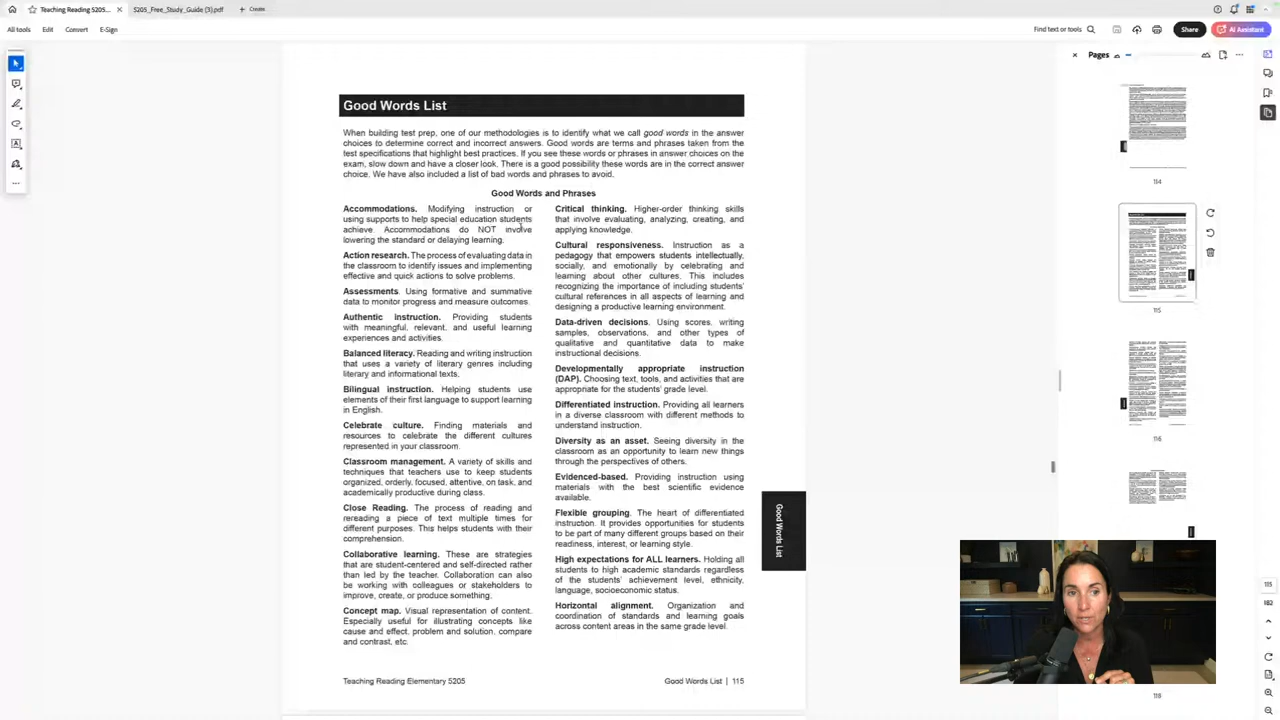 Teaching Reading 5205...
S205_Free_Study_Guide (3).pdf
Create
All tools
Edit
Convert
E-Sign
Find text or tools
Share
AI Assistant
Pages
Good Words List
When building test prep, one of our methodologies is to identify what we call good words in the answer
choices to determine correct and incorrect answers. Good words are terms and phrases taken from the
test specifications that highlight best practices. If you see these words or phrases in answer choices on the
exam, slow down and have a closer look. There is a good possibility these words are in the correct answer
choice. We have also included a list of bad words and phrases to avoid.
Good Words and Phrases
Accommodations. Modifying instruction or
using supports to help special education students
achieve. Accommodations do NOT involve
lowering the standard or delaying learning.
Action research. The process of evaluating data in
the classroom to identify issues and implementing
effective and quick actions to solve problems.
Assessments. Using formative and summative
data to monitor progress and measure outcomes.
Authentic instruction. Providing students
with meaningful, relevant, and useful learning
experiences and activities.
Balanced literacy. Reading and writing instruction
that uses a variety of literary genres including
literary and informational texts.
Bilingual instruction. Helping students use
elements of their first language to support learning
in English.
Celebrate culture. Finding materials and
resources to celebrate the different cultures
represented in your classroom.
Classroom management. A variety of skills and
techniques that teachers use to keep students
organized, orderly, focused, attentive, on task, and
academically productive during class.
Close Reading. The process of reading and
rereading a piece of text multiple times for
different purposes. This helps students with their
comprehension.
Collaborative learning. These are strategies
that are student-centered and self-directed rather
than led by the teacher. Collaboration can also
be working with colleagues or stakeholders to
improve, create, or produce something.
Concept map. Visual representation of content.
Especially useful for illustrating concepts like
cause and effect, problem and solution, compare
and contrast, etc.
Critical thinking. Higher-order thinking skills
that involve evaluating, analyzing, creating, and
applying knowledge.
Cultural responsiveness. Instruction as a
pedagogy that empowers students intellectually,
socially, and emotionally by celebrating and
learning about other cultures. This includes
recognizing the importance of including students'
cultural references in all aspects of learning and
designing a productive learning environment.
Data-driven decisions. Using scores, writing
samples, observations, and other types of
qualitative and quantitative data to make
instructional decisions.
Developmentally appropriate instruction
(DAP). Choosing text, tools, and activities that are
appropriate for the students' grade level.
Differentiated instruction. Providing all learners
in a diverse classroom with different methods to
understand instruction.
Diversity as an asset. Seeing diversity in the
classroom as an opportunity to learn new things
through the perspectives of others.
Evidenced-based. Providing instruction using
materials with the best scientific evidence
available.
Flexible grouping. The heart of differentiated
instruction. It provides opportunities for students
to be part of many different groups based on their
readiness, interest, or learning style.
High expectations for ALL learners. Holding all
students to high academic standards regardless
of the students' achievement level, ethnicity,
language, socioeconomic status.
Horizontal alignment. Organization and
coordination of standards and learning goals
across content areas in the same grade level.
Good Words List
Teaching Reading Elementary 5205
Good Words List | 115
114
115
116
118
115
182